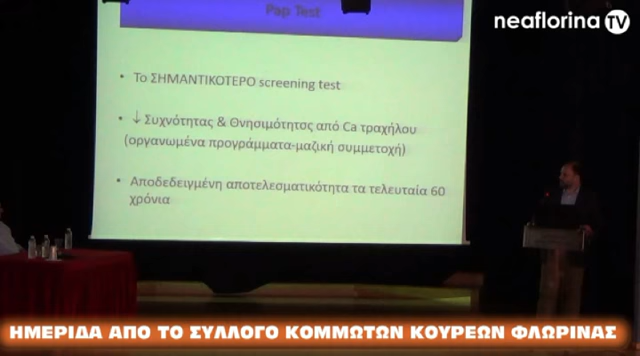 neaflorina TV
Pap Test
• Το ΣΗΜΑΝΤΙΚΟΤΕΡΟ screening test
• ↓ Συχνότητας & Θνησιμότητος από Ca τραχήλου
(οργανωμένα προγράμματα-μαζική συμμετοχή)
• Αποδεδειγμένη αποτελεσματικότητα τα τελευταία 60
χρόνια
ΗΜΕΡΙΔΑ ΑΠΟ ΤΟ ΣΥΛΛΟΓΟ ΚΟΜΜΩΤΩΝ ΚΟΥΡΕΩΝ ΦΛΩΡΙΝΑΣ